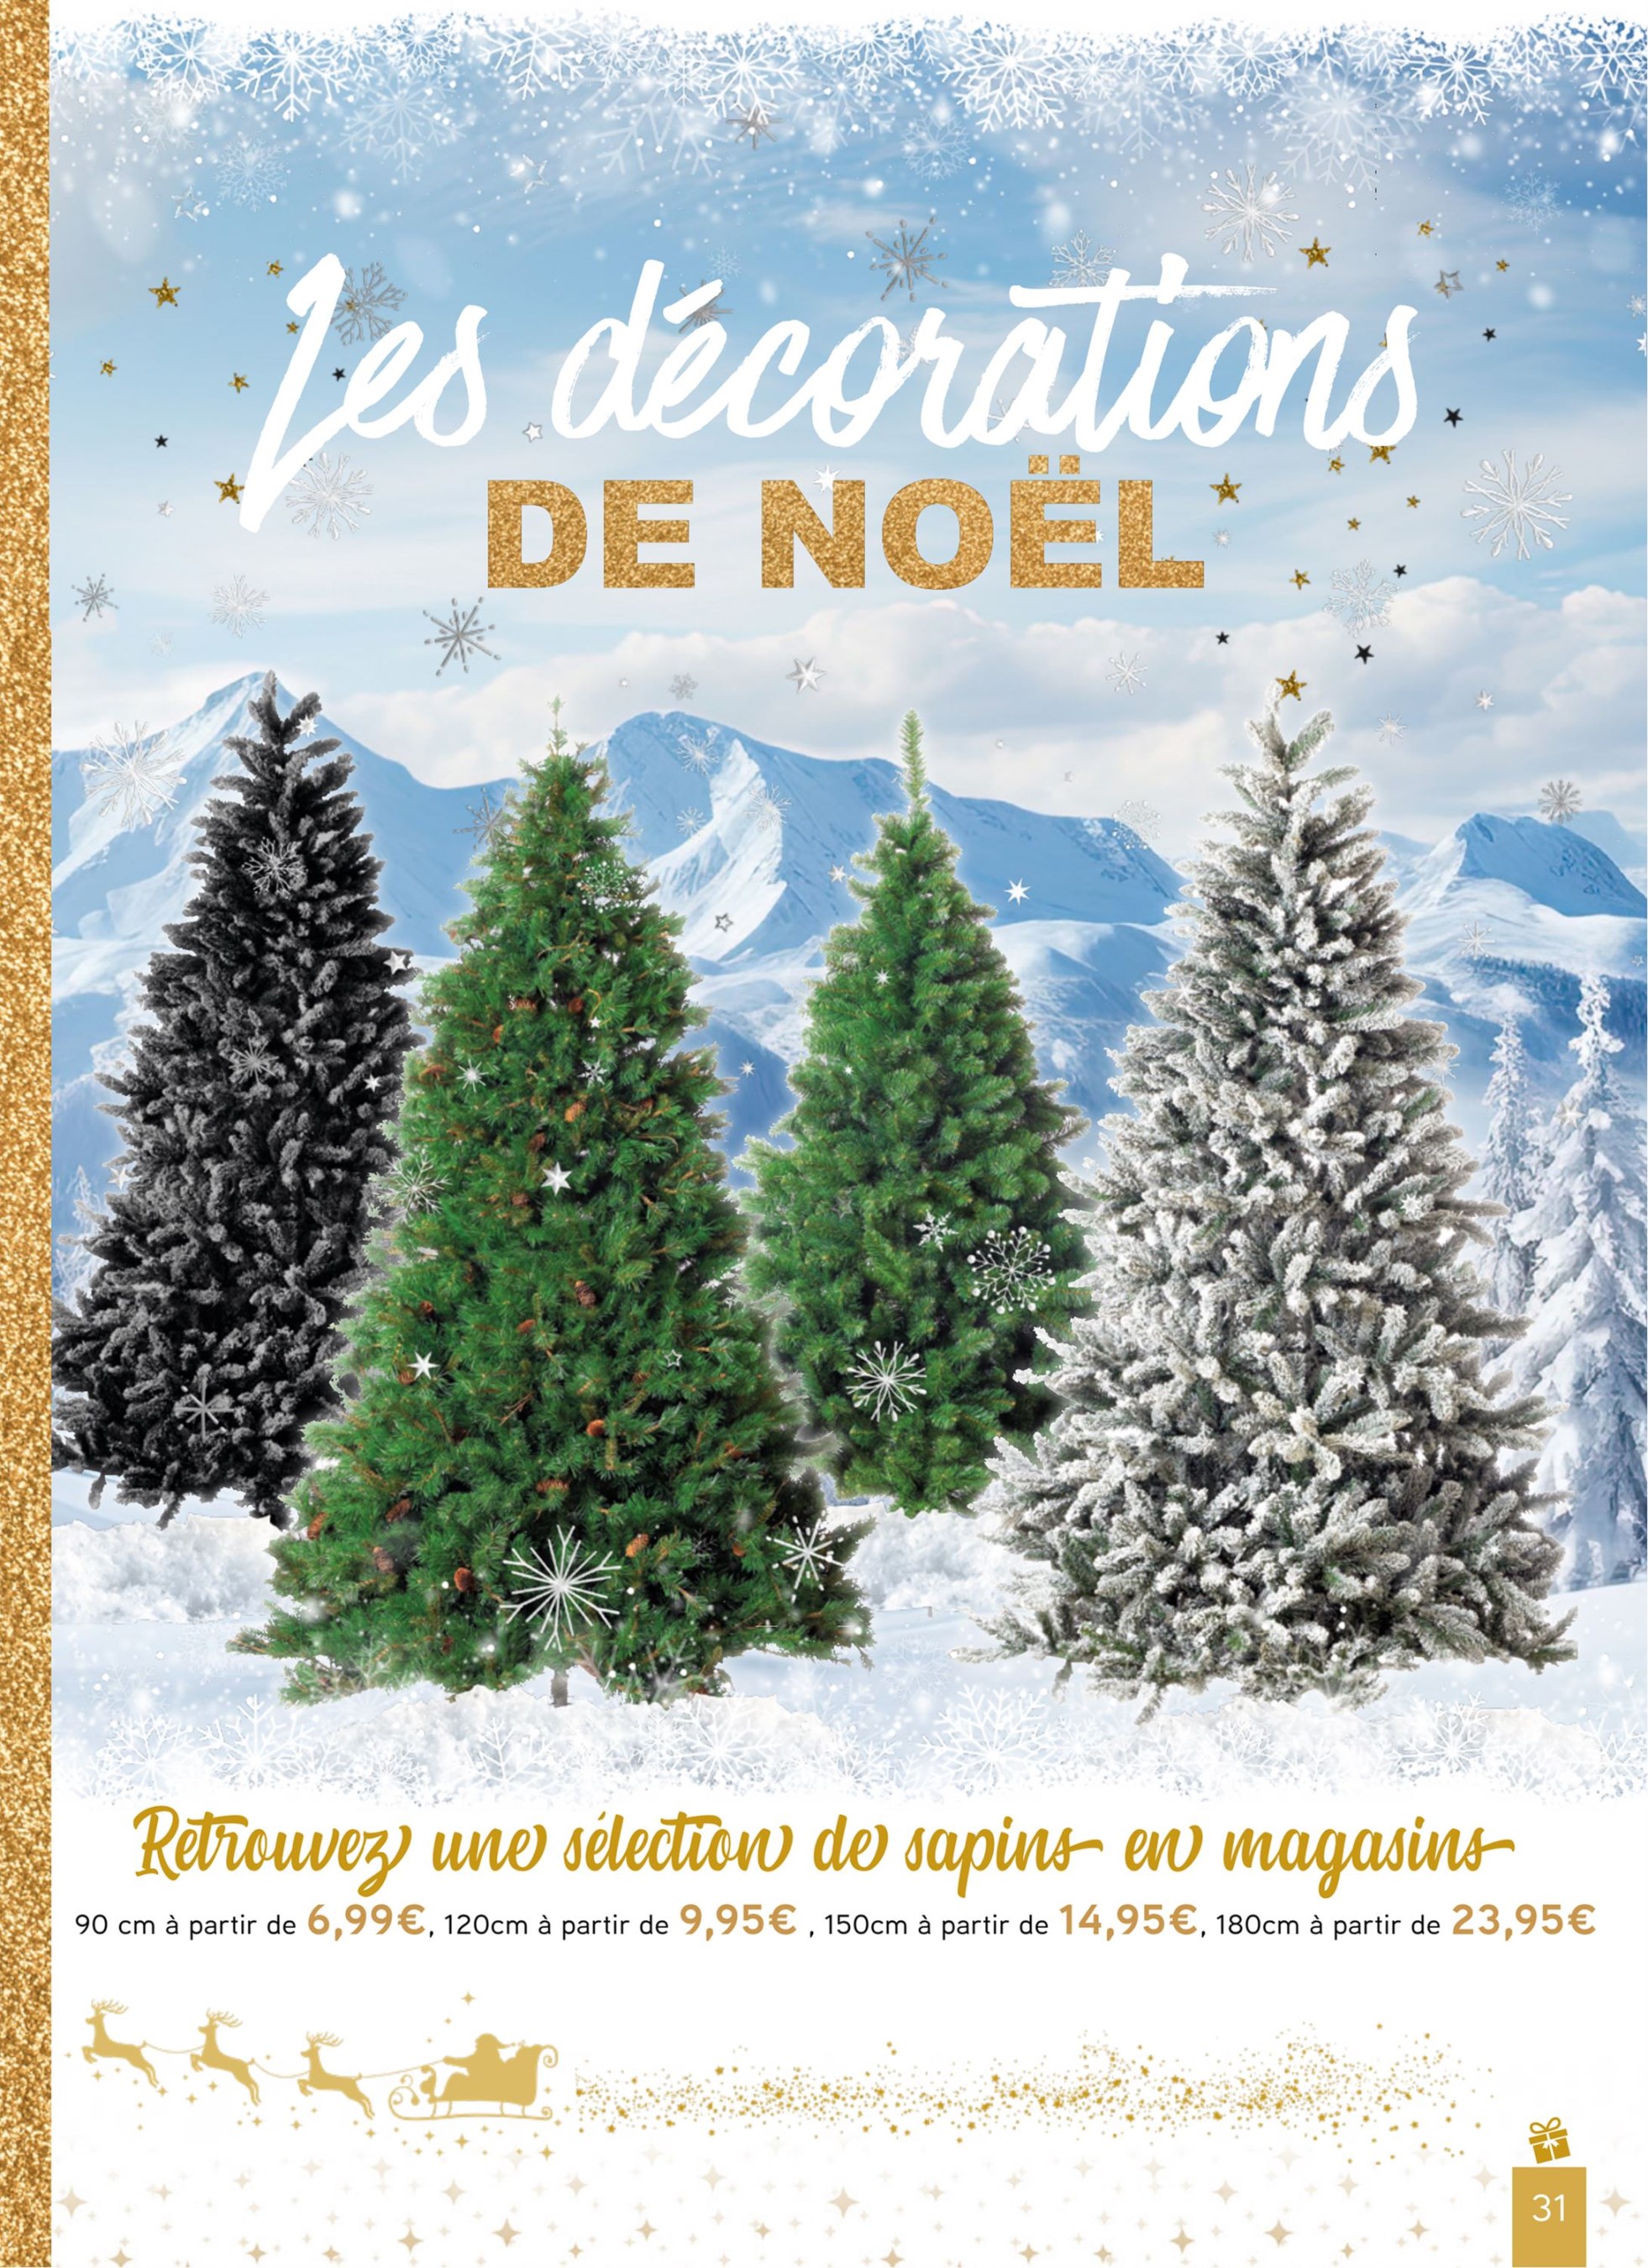 Les décorations
DE NOËL
Retrouvez une sélection de sapins en magasins
90 cm à partir de 6,99€, 120cm à partir de 9,95€ , 150cm à partir de 14,95€, 180cm à partir de 23,95€
31